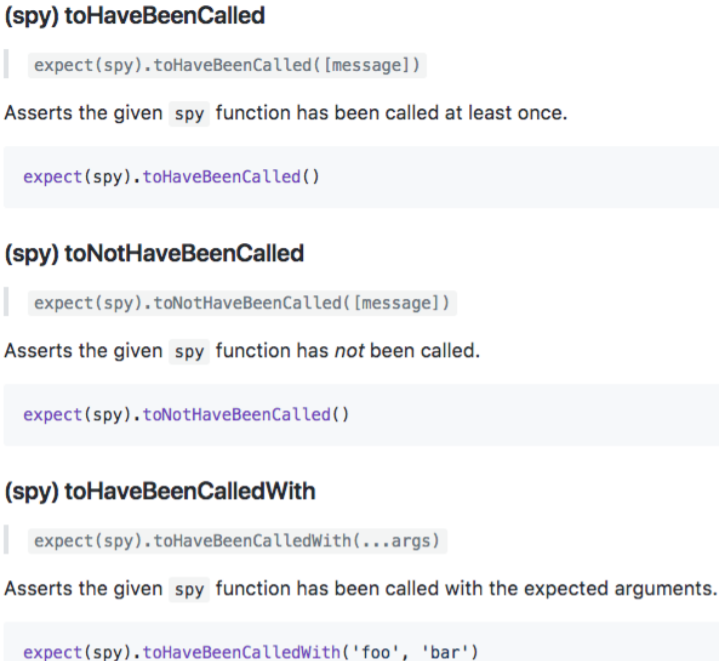 (spy) toHaveBeenCalled
expect(spy).toHaveBeenCalled([message])
Asserts the given spy function has been called at least once.
expect(spy).toHaveBeenCalled()
(spy) toNotHaveBeenCalled
expect(spy).toNotHaveBeenCalled([message])
Asserts the given spy function has not been called.
expect(spy).toNotHaveBeenCalled()
(spy) toHaveBeenCalledWith
expect(spy).toHaveBeenCalledWith(...args)
Asserts the given spy function has been called with the expected arguments.
expect(spy).toHaveBeenCalledWith('foo', 'bar')